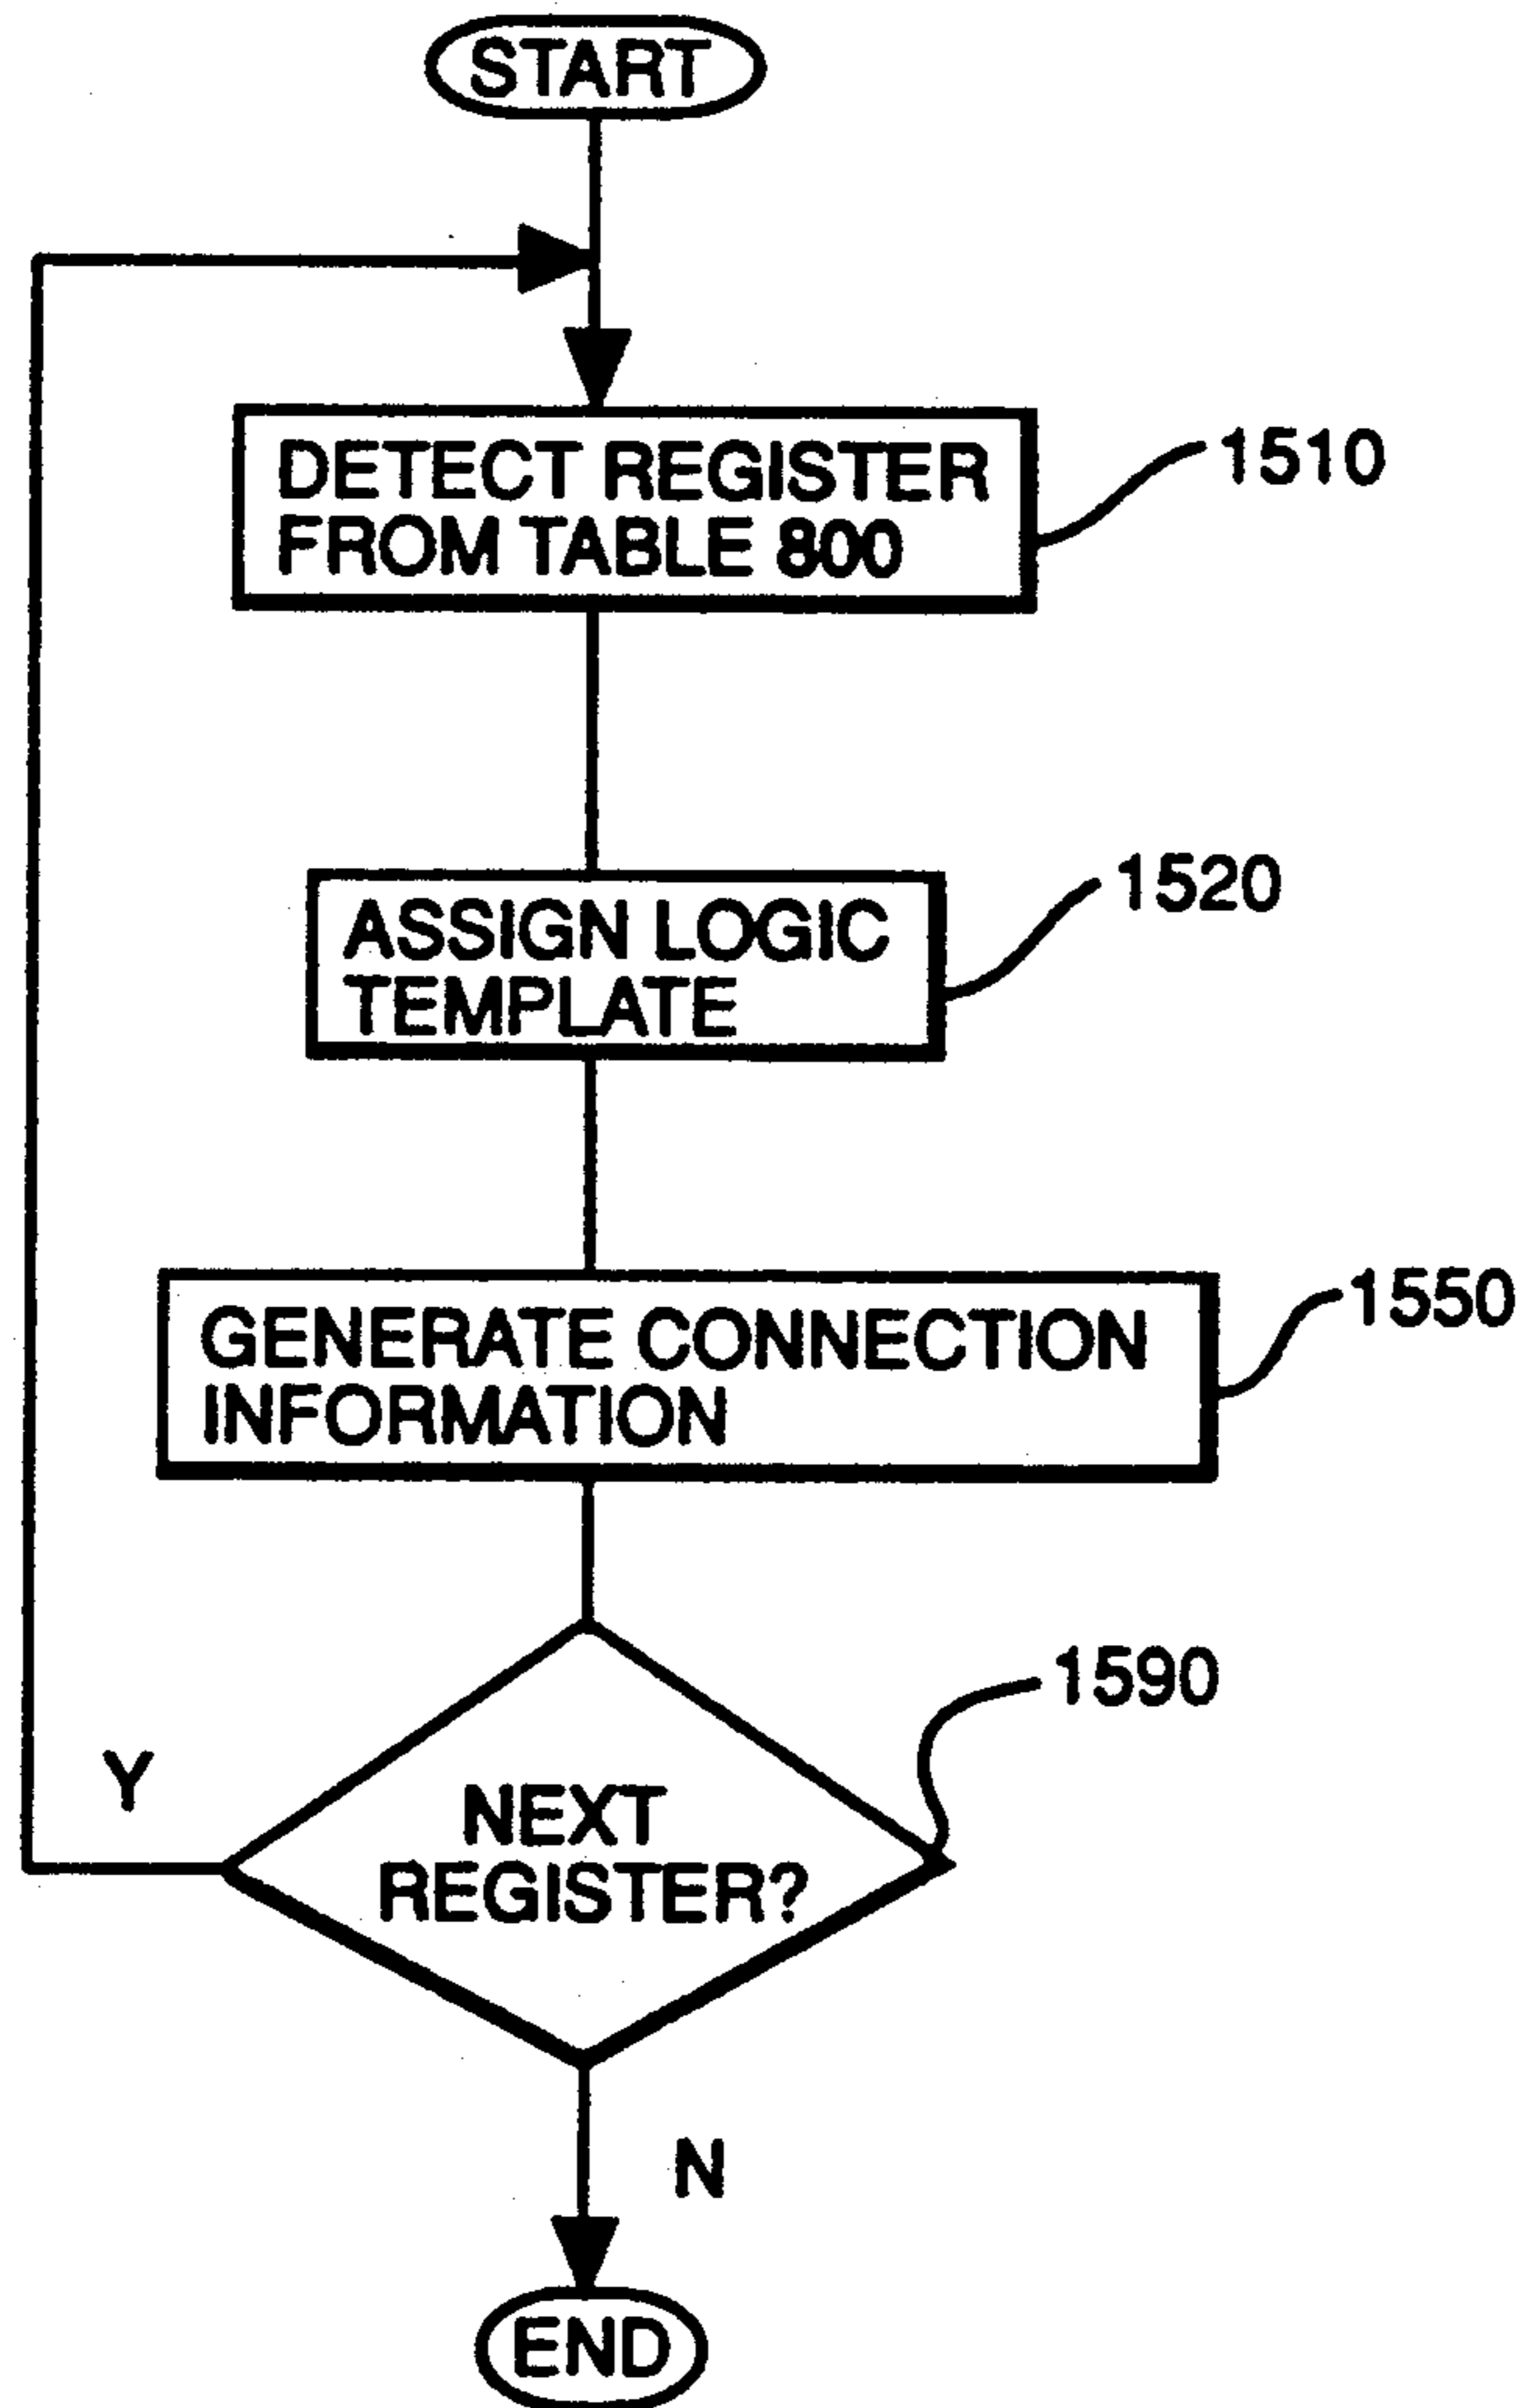 START
DETECT REGISTER
FROM TABLE 800
1510
ASSIGN LOGIC
TEMPLATE
1520
GENERATE CONNECTION
INFORMATION
1550
NEXT
REGISTER?
1590
Y
N
END